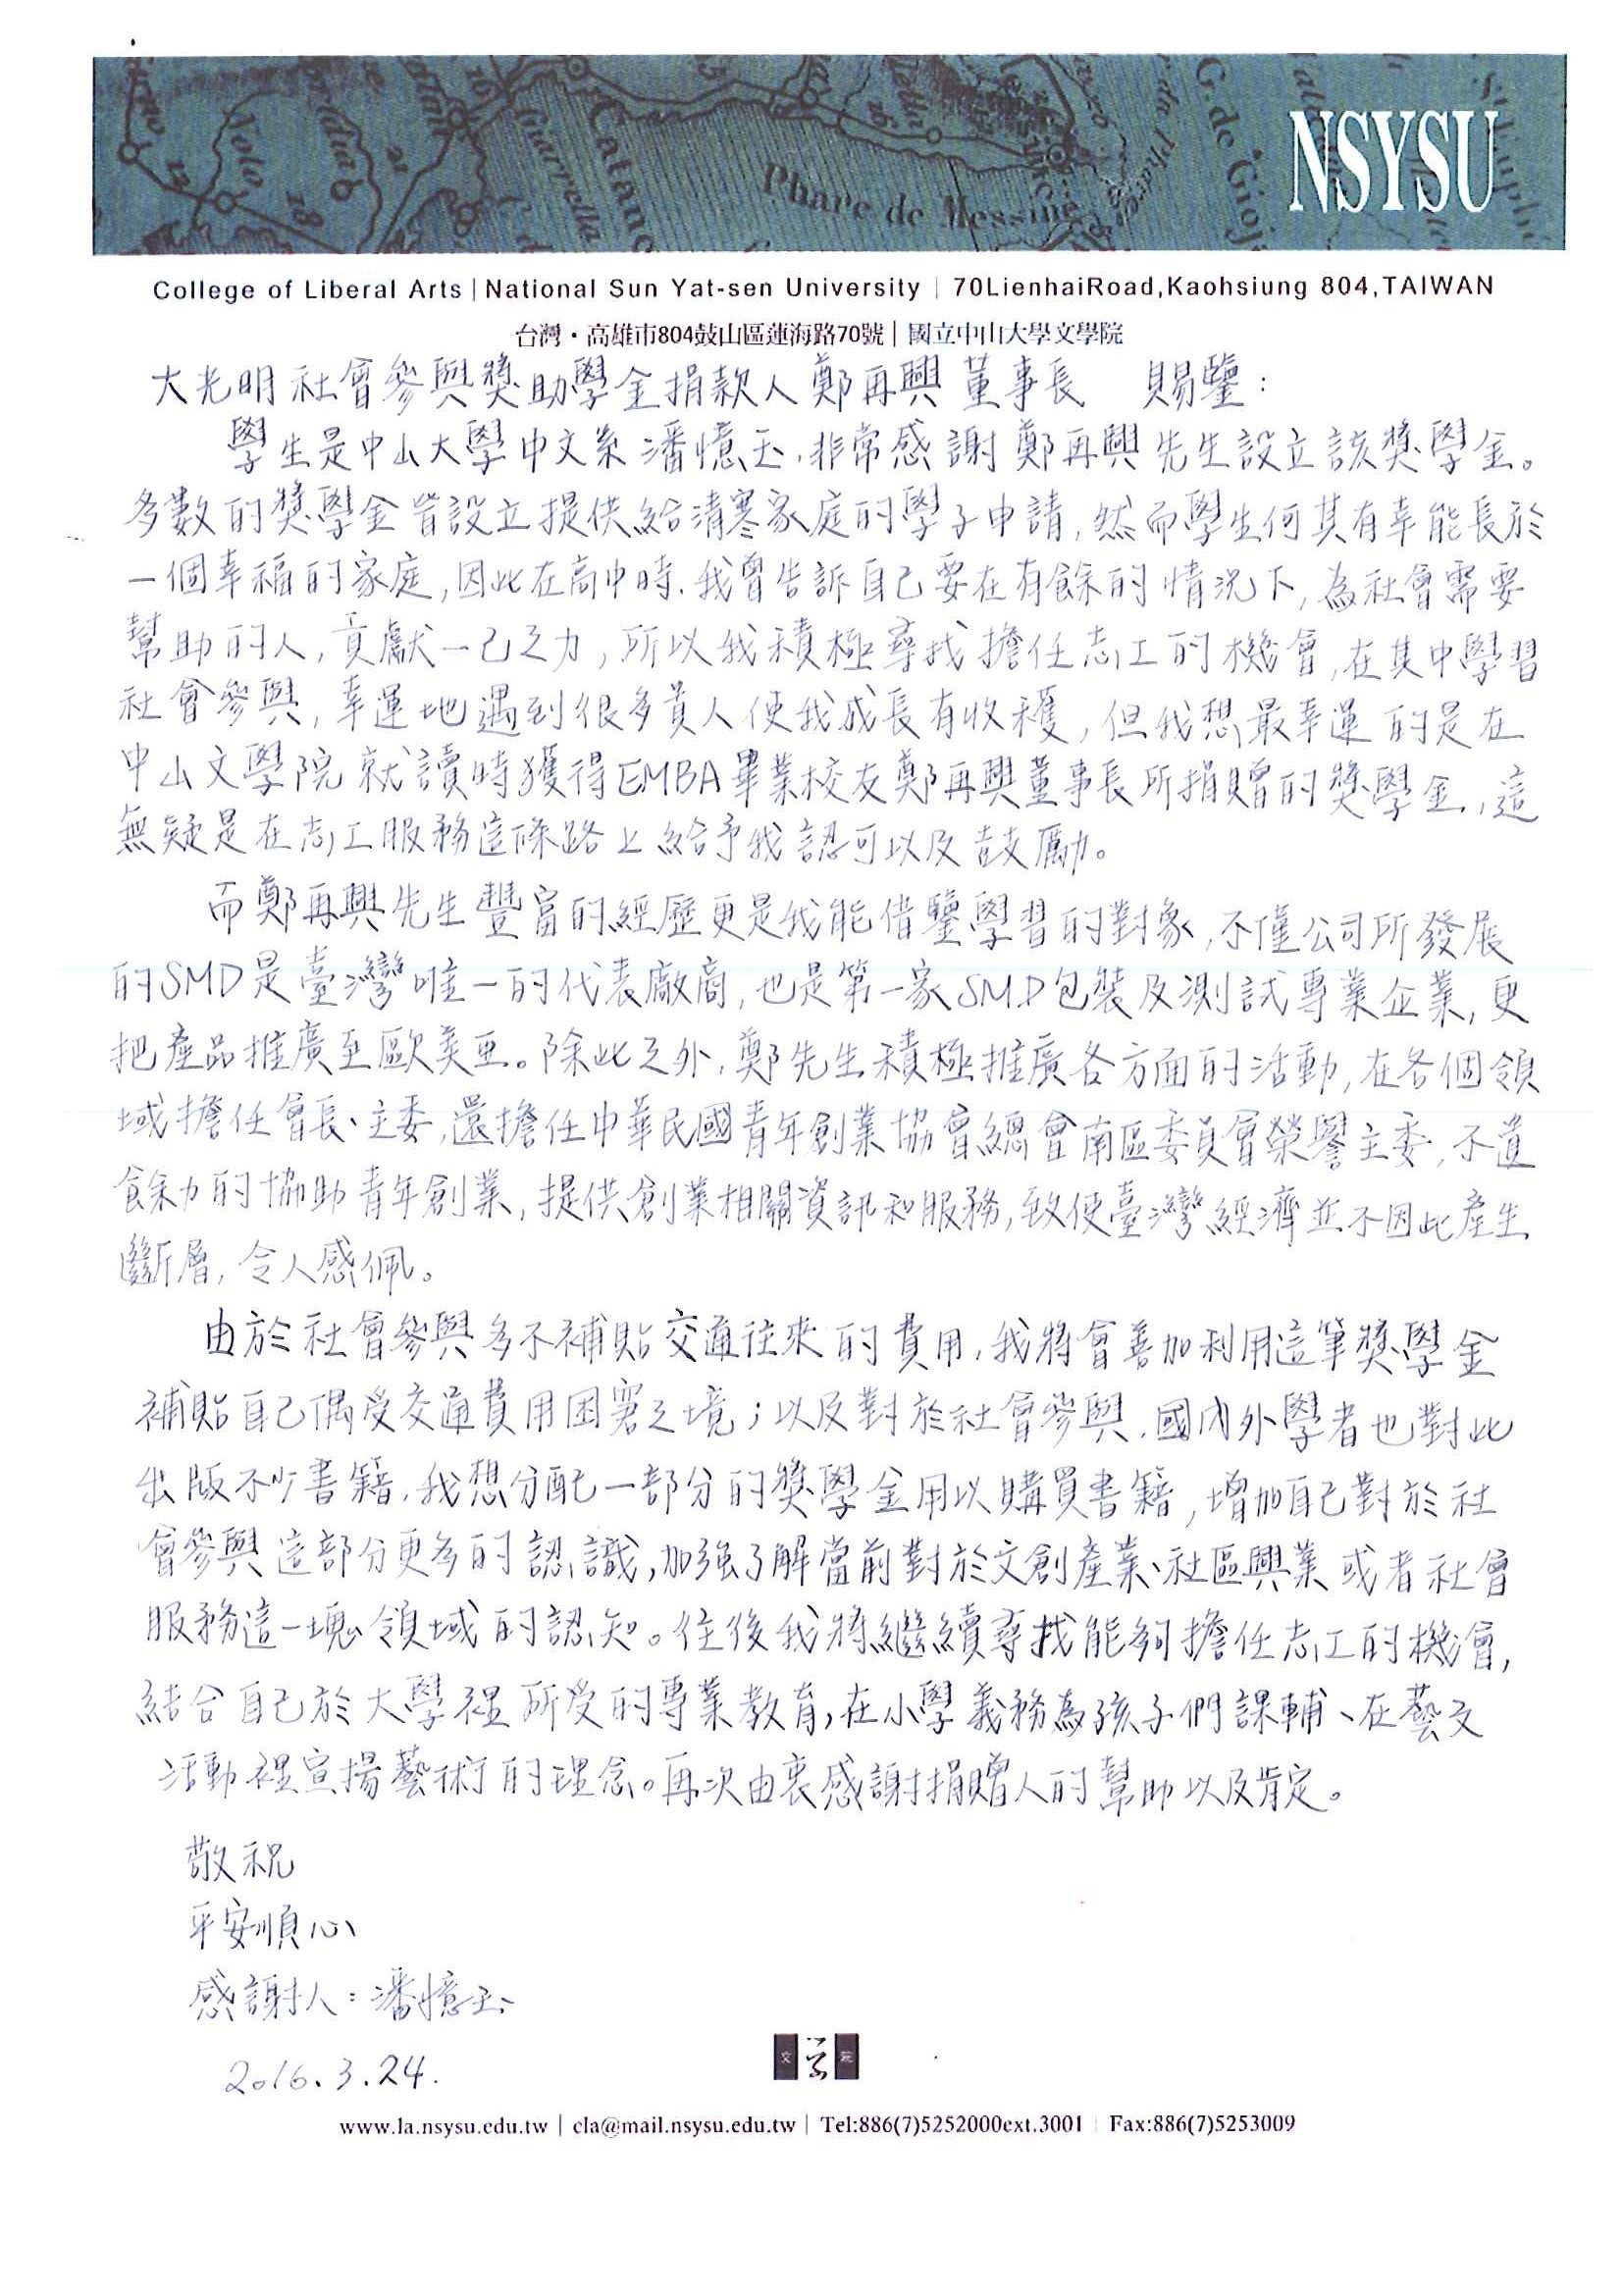 NSYSU
College of Liberal Arts | National Sun Yat-sen University | 70LienhaiRoad,Kaohsiung 804,TAIWAN
台灣・高雄市804鼓山區蓮海路70號 | 國立中山大學文學院
大光明社會參與獎助學金捐款人鄭再興董事長 賜鑒:
學生是中山大學中文系潘憶玉,非常感謝鄭再興先生設立該獎學金。
多數的獎學金皆設立提供給清寒家庭的學子申請,然而學生何其有幸能長於
一個幸福的家庭,因此在高中時,我曾告訴自己要在有餘的情況下,為社會需要
幫助的人,貢獻一己之力,所以我積極尋找擔任志工的機會,在其中學習
社會參與,幸運地遇到很多貴人使我成長有收穫,但我想最幸運的是在
中山文學院就讀時獲得EMBA畢業校友鄭再興董事長所捐贈的獎學金,這
無疑是在志工服務這條路上給予我認可以及鼓勵。
而鄭再興先生豐富的經歷更是我能借鑒學習的對象,不僅公司所發展
的SMD是臺灣唯一的代表廠商,也是第一家SMD包裝及測試專業企業,更
把產品推廣至歐美亞。除此之外,鄭先生積極推廣各方面的活動,在各個領
域擔任會長、主委,還擔任中華民國青年創業協會總會南區委員會榮譽主委,不遺
餘力的協助青年創業,提供創業相關資訊和服務,致使臺灣經濟並不因此產生
斷層,令人感佩。
由於社會參與多不補貼交通往來的費用,我將會善加利用這筆獎學金
補貼自己偶受交通費用困窘之境;以及對於社會參與,國內外學者也對此
出版不少書籍,我想分配一部分的獎學金用以購買書籍,增加自己對於社
會參與這部分更多的認識,加強了解當前對於文創產業、社區興業或者社會
服務這一塊領域的認知。往後我將繼續尋找能夠擔任志工的機會,
結合自己於大學裡所受的專業教育,在小學義務為孩子們課輔、在藝文
活動裡宣揚藝術的理念。再次由衷感謝捐贈人的幫助以及肯定。
敬祝
平安順心
感謝人:潘憶玉
2016.3.24.
文學院
www.la.nsysu.edu.tw | cla@mail.nsysu.edu.tw | Tel:886(7)5252000ext.3001 | Fax:886(7)5253009